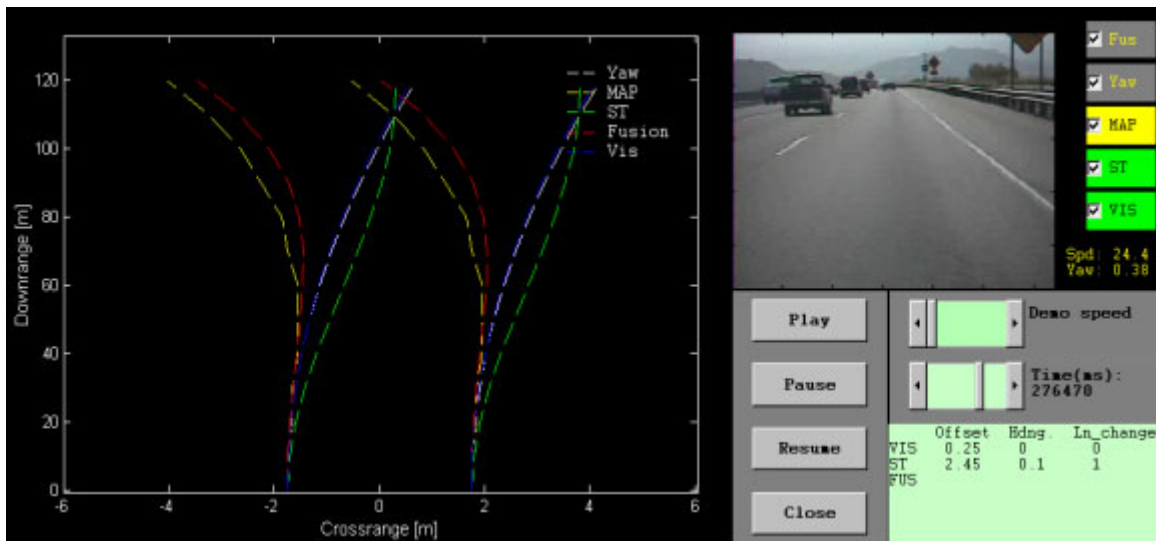 120
100
80
60
40
20
0
Downrange [m]
-6 -4 -2 0 2 4 6
Crossrange [m]
Yaw
MAP
ST
Fusion
Vis
Fus
Yaw
MAP
ST
VIS
Spd: 24.4
Yaw: 0.38
Play
Pause
Resume
Close
Demo speed
Time(ms):
276470
Offset Hdng. Ln_change
VIS 0.25 0 0
ST 2.45 0.1 1
FUS